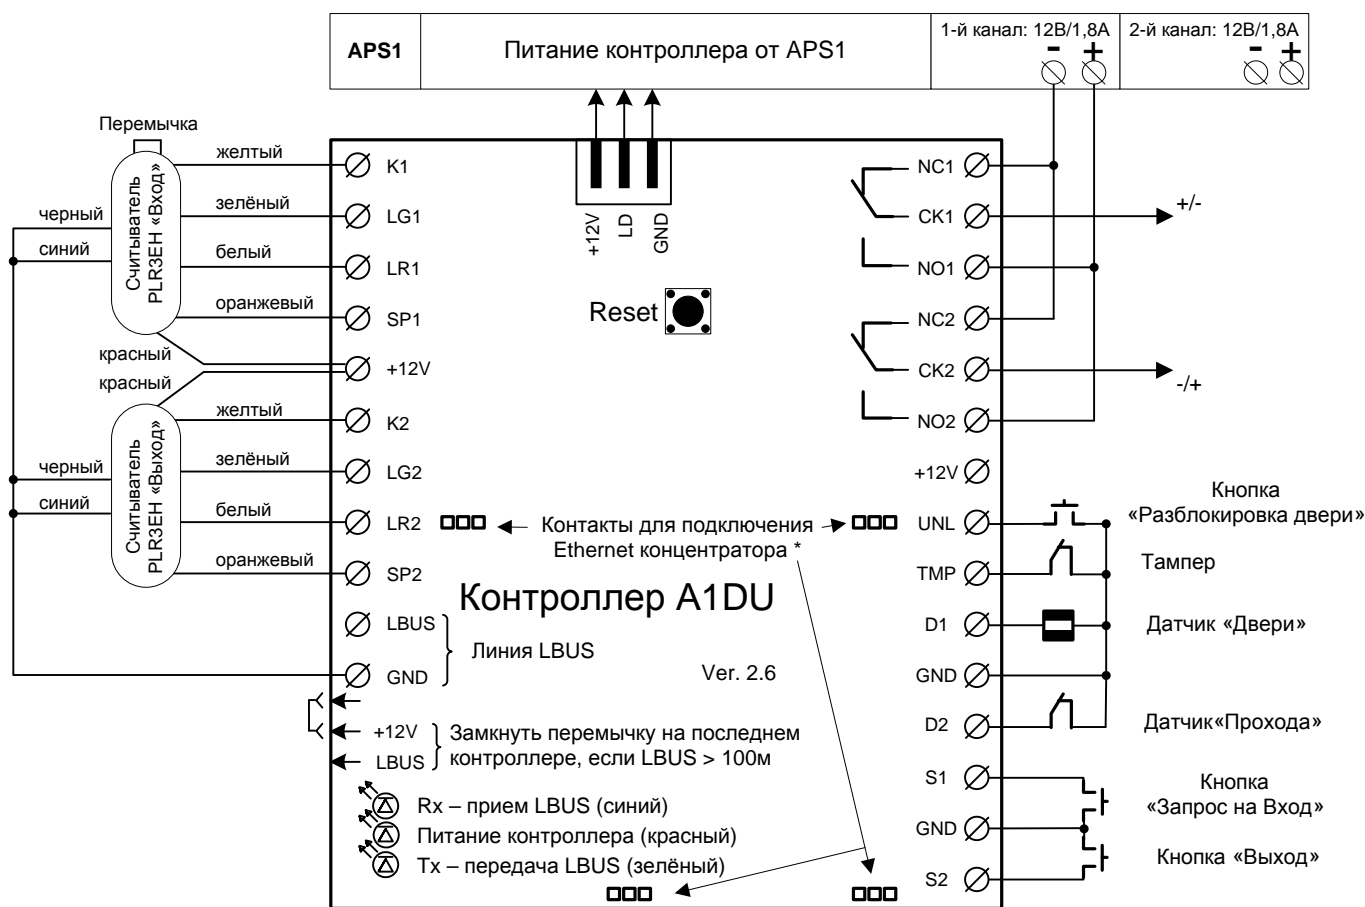 APS1
Питание контроллера от APS1
1-й канал: 12В/1,8А
- +
2-й канал: 12В/1,8А
- +
Перемычка
Считыватель
PLR3EH «Вход»
желтый
зелёный
черный
синий
белый
оранжевый
красный
красный
Считыватель
PLR3EH «Выход»
желтый
зелёный
черный
синий
белый
оранжевый
K1
LG1
LR1
SP1
+12V
K2
LG2
LR2
SP2
LBUS
GND
Линия LBUS
+12V
LBUS
Замкнуть перемычку на последнем
контроллере, если LBUS > 100м
Rx – прием LBUS (синий)
Питание контроллера (красный)
Tx – передача LBUS (зелёный)
+12V
LD
GND
Reset
Контакты для подключения
Ethernet концентратора *
Контроллер A1DU
Ver. 2.6
NC1
CK1
NO1
NC2
CK2
NO2
+12V
UNL
TMP
D1
GND
D2
S1
GND
S2
+/-
-/+
Кнопка
«Разблокировка двери»
Тампер
Датчик «Двери»
Датчик«Прохода»
Кнопка
«Запрос на Вход»
Кнопка «Выход»